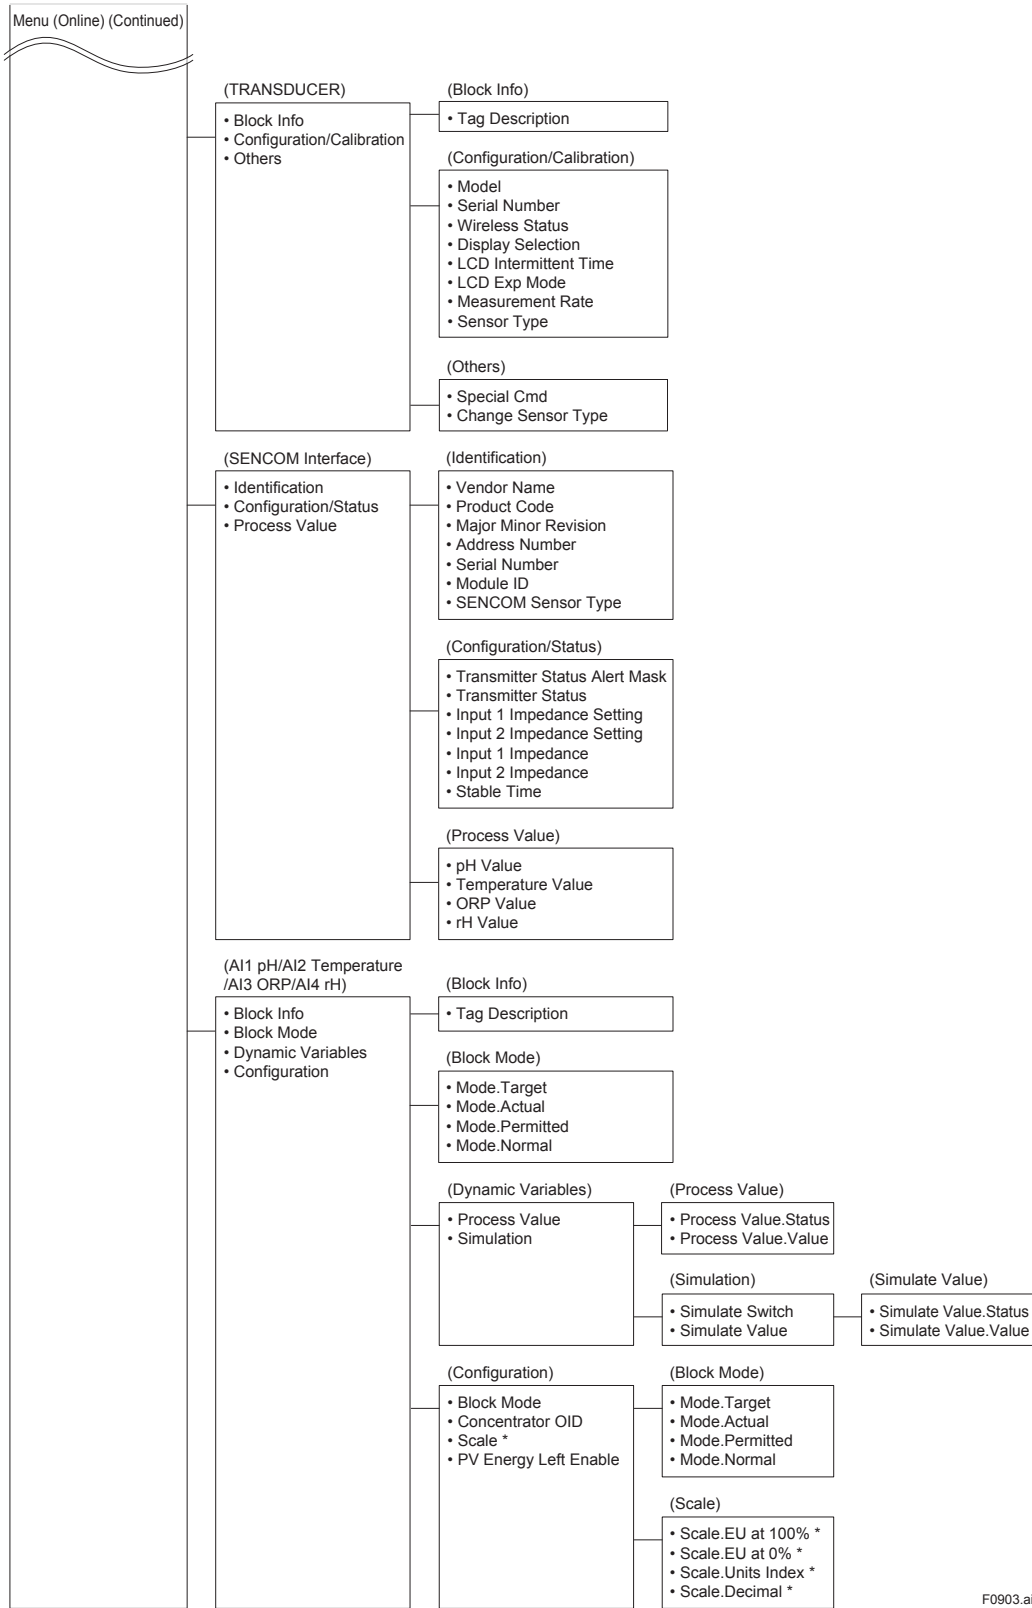 Menu (Online) (Continued)
(TRANSDUCER)
• Block Info
• Configuration/Calibration
• Others
(Block Info)
• Tag Description
(Configuration/Calibration)
• Model
• Serial Number
• Wireless Status
• Display Selection
• LCD Intermittent Time
• LCD Exp Mode
• Measurement Rate
• Sensor Type
(Others)
• Special Cmd
• Change Sensor Type
(SENCOM Interface)
• Identification
• Configuration/Status
• Process Value
(Identification)
• Vendor Name
• Product Code
• Major Minor Revision
• Address Number
• Serial Number
• Module ID
• SENCOM Sensor Type
(Configuration/Status)
• Transmitter Status Alert Mask
• Transmitter Status
• Input 1 Impedance Setting
• Input 2 Impedance Setting
• Input 1 Impedance
• Input 2 Impedance
• Stable Time
(Process Value)
• pH Value
• Temperature Value
• ORP Value
• rH Value
(AI1 pH/AI2 Temperature
/AI3 ORP/AI4 rH)
• Block Info
• Block Mode
• Dynamic Variables
• Configuration
(Block Info)
• Tag Description
(Block Mode)
• Mode.Target
• Mode.Actual
• Mode.Permitted
• Mode.Normal
(Dynamic Variables)
• Process Value
• Simulation
(Process Value)
• Process Value.Status
• Process Value.Value
(Simulation)
• Simulate Switch
• Simulate Value
(Simulate Value)
• Simulate Value.Status
• Simulate Value.Value
(Configuration)
• Block Mode
• Concentrator OID
• Scale *
• PV Energy Left Enable
(Block Mode)
• Mode.Target
• Mode.Actual
• Mode.Permitted
• Mode.Normal
(Scale)
• Scale.EU at 100% *
• Scale.EU at 0% *
• Scale.Units Index *
• Scale.Decimal *
F0903.ai